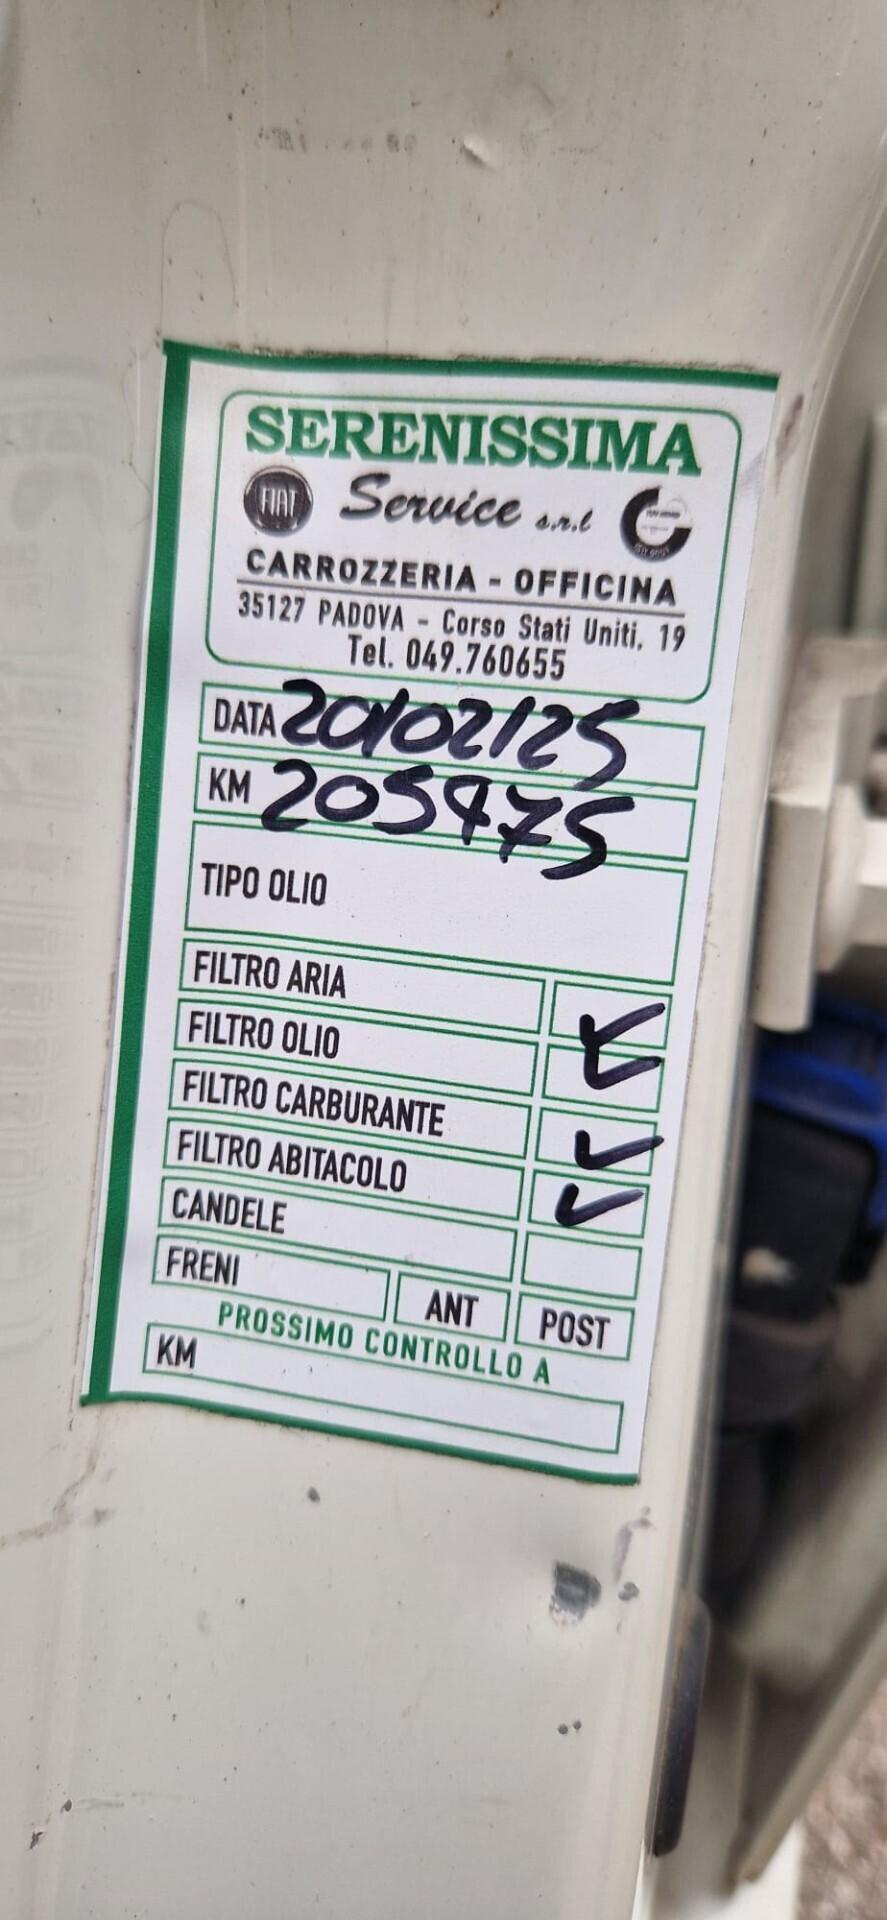 SERENISSIMA
FIAT Service s.r.l
CARROZZERIA - OFFICINA
35127 PADOVA - Corso Stati Uniti, 19
Tel. 049.760655
DATA 20/02/25
KM 205475
TIPO OLIO
FILTRO ARIA ✓
FILTRO OLIO ✓
FILTRO CARBURANTE ✓
FILTRO ABITACOLO ✓
CANDELE
FRENI ANT POST
PROSSIMO CONTROLLO A
KM